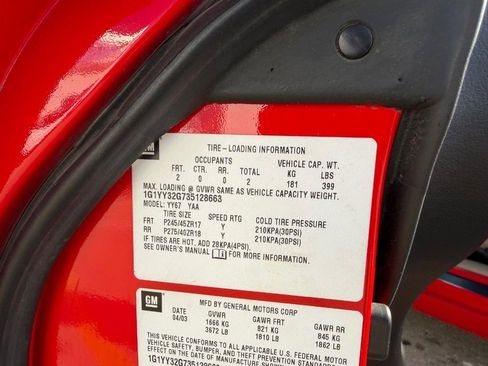 GM
TIRE-LOADING INFORMATION
OCCUPANTS VEHICLE CAP. WT.
FRT. CTR. RR. TOTAL KG LBS
2 0 0 2 181 399
MAX. LOADING @ GVWR SAME AS VEHICLE CAPACITY WEIGHT.
1G1YY32G735128663
MODEL: YY67 YAA
TIRE SIZE SPEED RTG COLD TIRE PRESSURE
FRT P245/45ZR17 Y 210KPA(30PSI)
RR P275/40ZR18 Y 210KPA(30PSI)
IF TIRES ARE HOT, ADD 28KPA(4PSI).
SEE OWNER'S MANUAL FOR MORE INFORMATION.
GM
MFD BY GENERAL MOTORS CORP
DATE GVWR GAWR FRT GAWR RR
04/03 1666 KG 821 KG 845 KG
3672 LB 1810 LB 1862 LB
THIS VEHICLE CONFORMS TO ALL APPLICABLE U.S. FEDERAL MOTOR
VEHICLE SAFETY, BUMPER, AND THEFT PREVENTION STANDARDS
EFFECT ON THE DATE OF MANUFACTURE SHOWN
1G1YY32G735128663